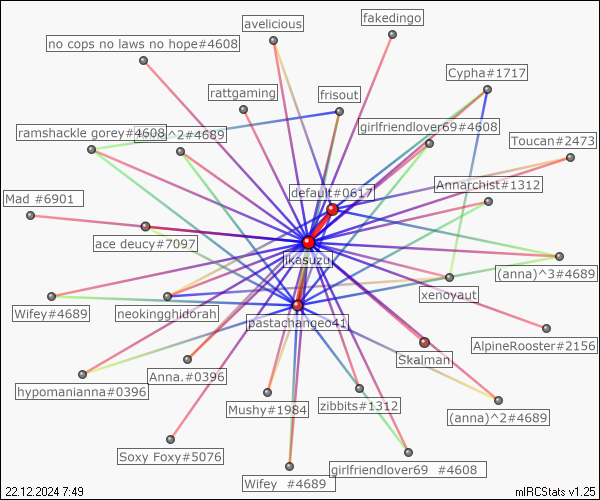 avelicious
fakedingo
no cops no laws no hope#4608
Cypha#1717
rattgaming
frisout
ramshackle gorey#4608
^2#4689
girlfriendlover69#4608
Toucan#2473
default#0617
Annarchist#1312
Mad #6901
ace deucy#7097
likasuzu
(anna)^3#4689
xenoyaut
Wifey#4689
neokingghidorah
pastachangeo41
AlpineRooster#2156
Skalman
Anna.#0396
hypomanianna#0396
Mushy#1984
zibbits#1312
(anna)^2#4689
Soxy Foxy#5076
girlfriendlover69 #4608
Wifey #4689
22.12.2024 7:49
mIRCStats v1.25